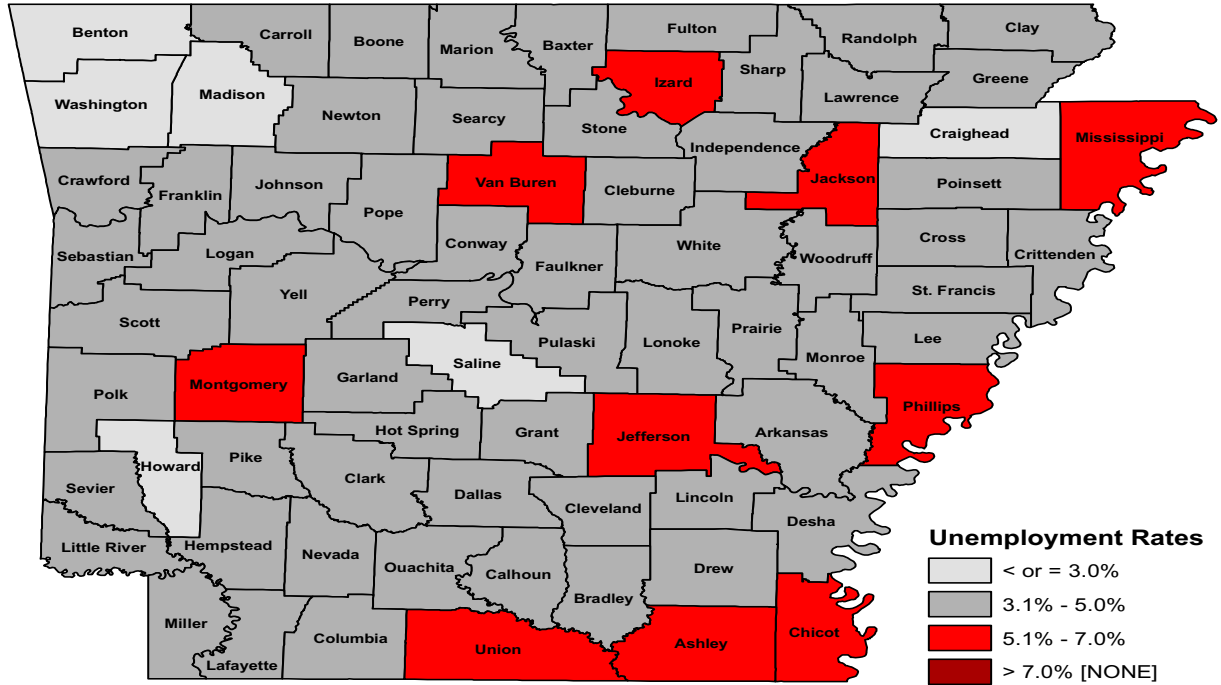 Benton
Carroll
Boone
Marion
Baxter
Fulton
Randolph
Clay
Washington
Madison
Newton
Searcy
Stone
Izard
Sharp
Lawrence
Greene
Independence
Craighead
Mississippi
Crawford
Franklin
Johnson
Pope
Van Buren
Cleburne
Jackson
Poinsett
Sebastian
Logan
Conway
Faulkner
White
Woodruff
Cross
Crittenden
Scott
Yell
Perry
Pulaski
Lonoke
Prairie
Monroe
St. Francis
Lee
Polk
Montgomery
Garland
Saline
Phillips
Hot Spring
Grant
Jefferson
Arkansas
Howard
Pike
Clark
Dallas
Cleveland
Lincoln
Desha
Sevier
Little River
Hempstead
Nevada
Ouachita
Calhoun
Bradley
Drew
Miller
Lafayette
Columbia
Union
Ashley
Chicot
Unemployment Rates
< or = 3.0%
3.1% - 5.0%
5.1% - 7.0%
> 7.0% [NONE]